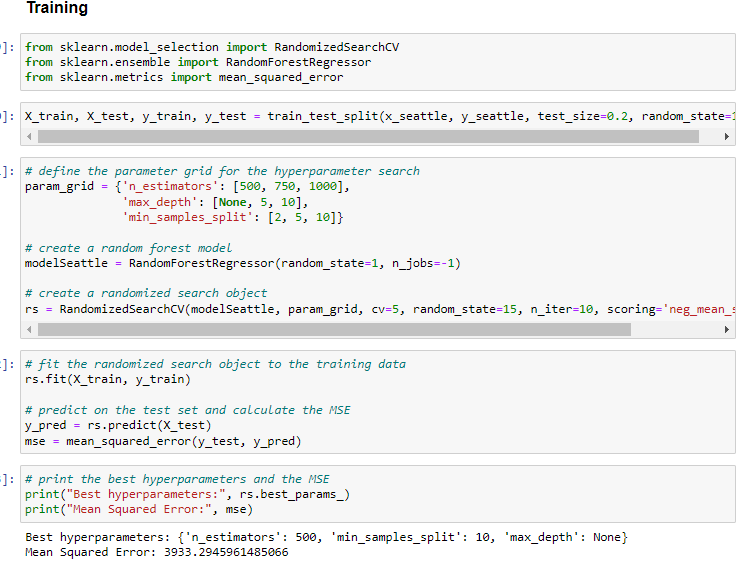 Training
]:
from sklearn.model_selection import RandomizedSearchCV
from sklearn.ensemble import RandomForestRegressor
from sklearn.metrics import mean_squared_error
]:
X_train, X_test, y_train, y_test = train_test_split(x_seattle, y_seattle, test_size=0.2, random_state=1
]:
# define the parameter grid for the hyperparameter search
param_grid = {'n_estimators': [500, 750, 1000],
'max_depth': [None, 5, 10],
'min_samples_split': [2, 5, 10]}
# create a random forest model
modelSeattle = RandomForestRegressor(random_state=1, n_jobs=-1)
# create a randomized search object
rs = RandomizedSearchCV(modelSeattle, param_grid, cv=5, random_state=15, n_iter=10, scoring='neg_mean_s
]:
# fit the randomized search object to the training data
rs.fit(X_train, y_train)
# predict on the test set and calculate the MSE
y_pred = rs.predict(X_test)
mse = mean_squared_error(y_test, y_pred)
]:
# print the best hyperparameters and the MSE
print("Best hyperparameters:", rs.best_params_)
print("Mean Squared Error:", mse)
Best hyperparameters: {'n_estimators': 500, 'min_samples_split': 10, 'max_depth': None}
Mean Squared Error: 3933.2945961485066